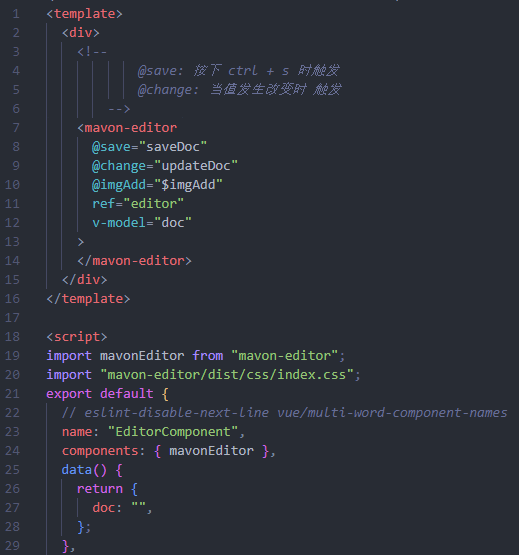 1 <template>
2   <div>
3     <!--
4             @save: 按下 ctrl + s 时触发
5             @change: 当值发生改变时 触发
6         -->
7     <mavon-editor
8       @save="saveDoc"
9       @change="updateDoc"
10       @imgAdd="$imgAdd"
11       ref="editor"
12       v-model="doc"
13     >
14     </mavon-editor>
15   </div>
16 </template>
17
18 <script>
19 import mavonEditor from "mavon-editor";
20 import "mavon-editor/dist/css/index.css";
21 export default {
22   // eslint-disable-next-line vue/multi-word-component-names
23   name: "EditorComponent",
24   components: { mavonEditor },
25   data() {
26     return {
27       doc: "",
28     };
29   },